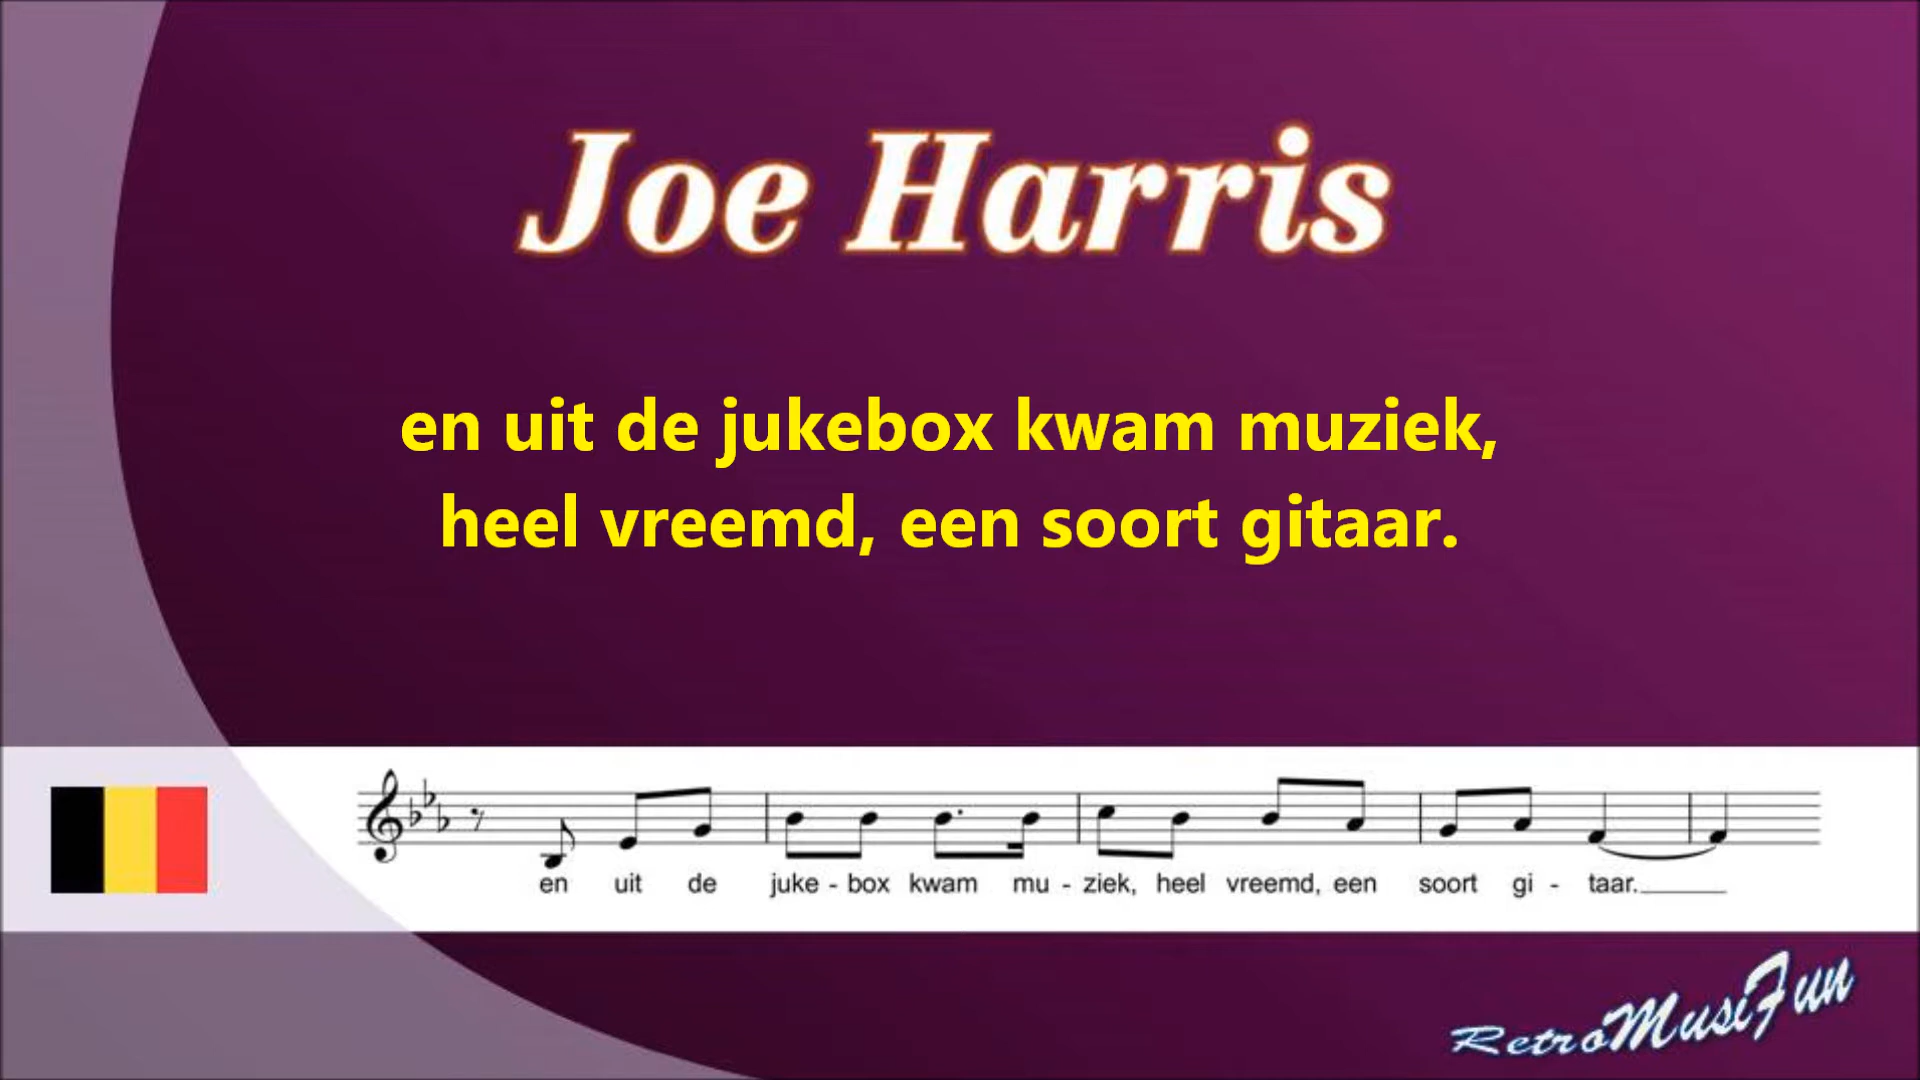 Joe Harris
en uit de jukebox kwam muziek,
heel vreemd, een soort gitaar.
en uit de juke - box kwam mu - ziek, heel vreemd, een soort gi - taar.
RetroMusiFun